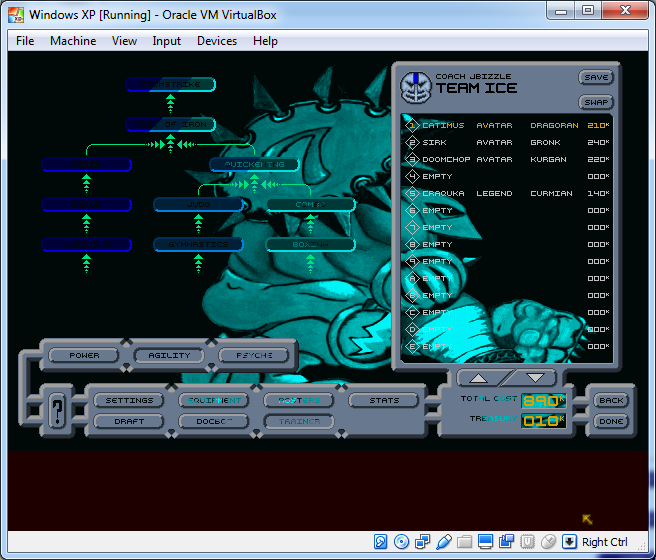 Windows XP [Running] - Oracle VM VirtualBox
File Machine View Input Devices Help
COACH JBIZZLE
TEAM ICE
SAVE
SWAP
1 CATIMUS AVATAR DRAGORAN 210K
2 SIRK AVATAR GRONK 240K
3 DOOMCHOP AVATAR KURGAN 220K
4 EMPTY 000K
5 CRAQUKA LEGEND CURMIAN 140K
6 EMPTY 000K
7 EMPTY 000K
8 EMPTY 000K
9 EMPTY 000K
A EMPTY 000K
B EMPTY 000K
C EMPTY 000K
D EMPTY 000K
E EMPTY 000K
OF IRON
QUICKENING
JUDO COMBO
GYMNASTICS BOXING
POWER AGILITY PSYCHE
?
SETTINGS EQUIPMENT ROSTERS STATS
DRAFT DOCBOT TRAINER
TOTAL COST 890K
TREASURY 010K
BACK
DONE
Right Ctrl